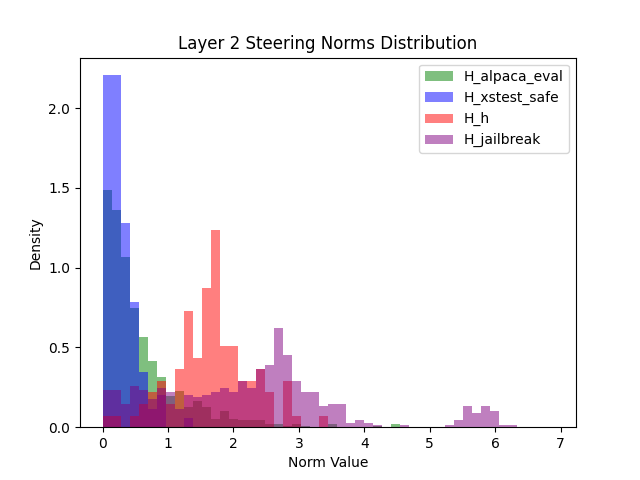 Layer 2 Steering Norms Distribution
H_alpaca_eval
H_xstest_safe
H_h
H_jailbreak
Density
2.0
1.5
1.0
0.5
0.0
0 1 2 3 4 5 6 7
Norm Value